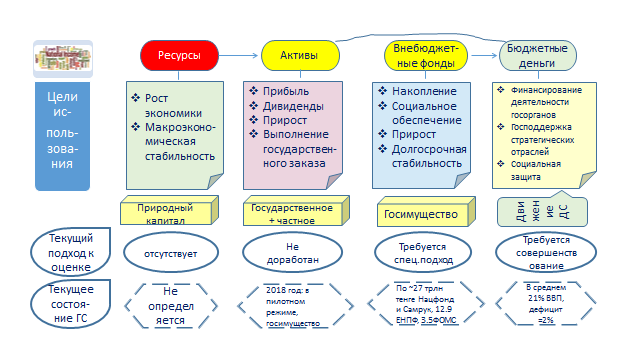 Ресурсы
Активы
Внебюджет-
ные фонды
Бюджетные
деньги
Цели
ис-
поль-
зова-
ния
❖ Рост
экономики
❖ Макроэконо-
мическая
стабильность
❖ Прибыль
❖ Дивиденды
❖ Прирост
❖ Выполнение
государствен-
ного заказа
❖ Накопление
❖ Социальное
обеспечение
❖ Прирост
❖ Долгосрочная
стабильность
❖ Финансирование
деятельности
госорганов
❖ Господдержка
стратегических
отраслей
❖ Социальная
защита
Природный
капитал
Государственное
+ частное
Госимущество
Дви
жен
ие
ДС
Текущий
подход к
оценке
отсутствует
Не
доработан
Требуется
спец.подход
Требуется
совершенств
ование
Текущее
состоя-
ние ГС
Не
определ
яется
2018 год: в
пилотном
режиме,
госимущество
По ~27 трлн
тенге Нацфонд
и Самрук, 12.9
ЕНПФ, 3.5ФОМС
В среднем
21% ВВП,
дефицит
=2%